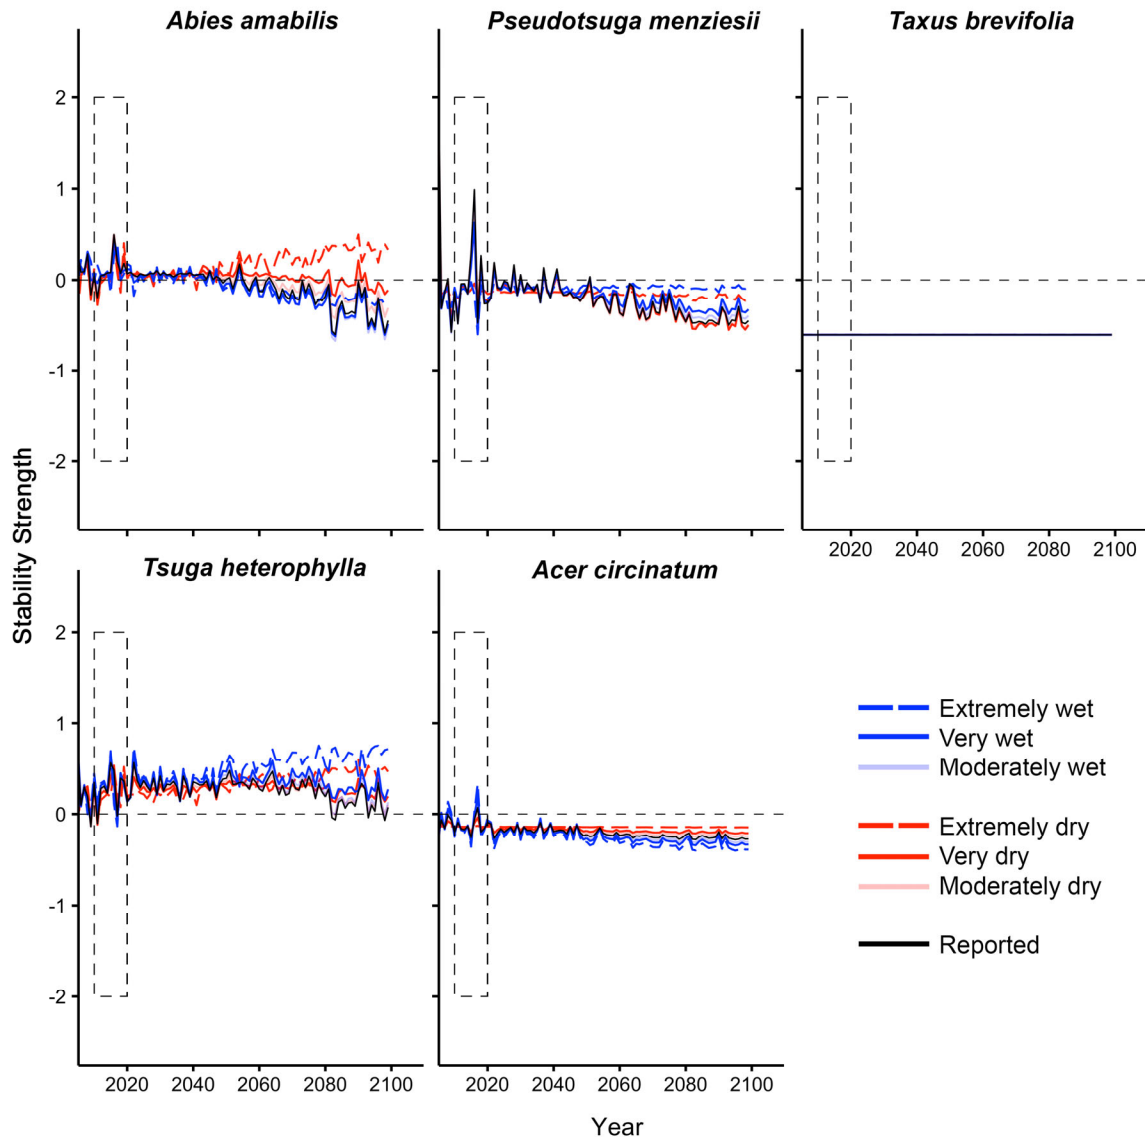 Abies amabilis
Pseudotsuga menziesii
Taxus brevifolia
2
1
0
-1
-2
2020 2040 2060 2080 2100
Stability Strength
Tsuga heterophylla
Acer circinatum
2
1
0
-1
-2
2020 2040 2060 2080 2100
2020 2040 2060 2080 2100
Extremely wet
Very wet
Moderately wet
Extremely dry
Very dry
Moderately dry
Reported
Year